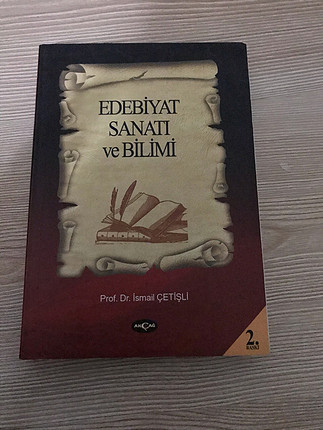 EDEBİYAT
SANATI
ve BİLİMİ
Prof. Dr. İsmail ÇETİŞLİ
AKÇAĞ
2.
BASKI